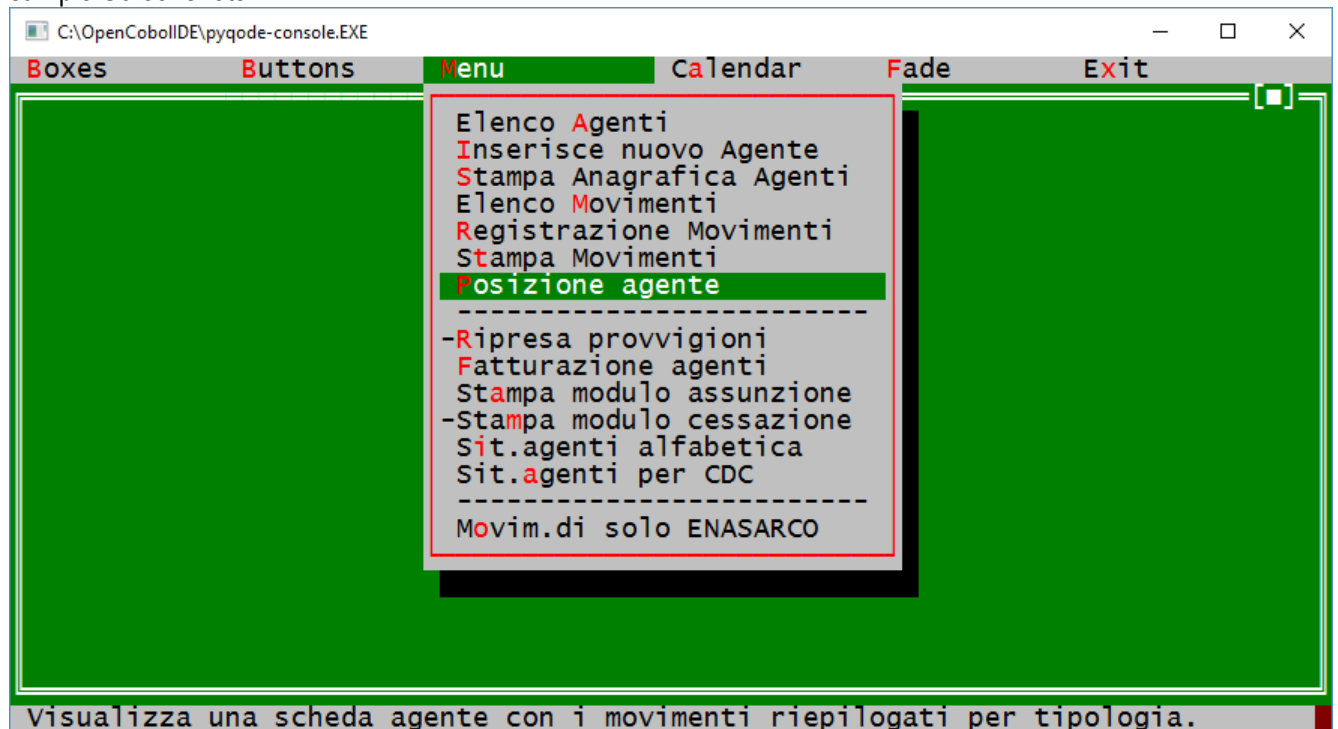 C:\OpenCobolIDE\pyqode-console.EXE
Boxes Buttons Menu Calendar Fade Exit
Elenco Agenti
Inserisce nuovo Agente
Stampa Anagrafica Agenti
Elenco Movimenti
Registrazione Movimenti
Stampa Movimenti
Posizione agente
--------------------------
-Ripresa provvigioni
Fatturazione agenti
Stampa modulo assunzione
-Stampa modulo cessazione
Sit.agenti alfabetica
Sit.agenti per CDC
--------------------------
Movim.di solo ENASARCO
Visualizza una scheda agente con i movimenti riepilogati per tipologia.